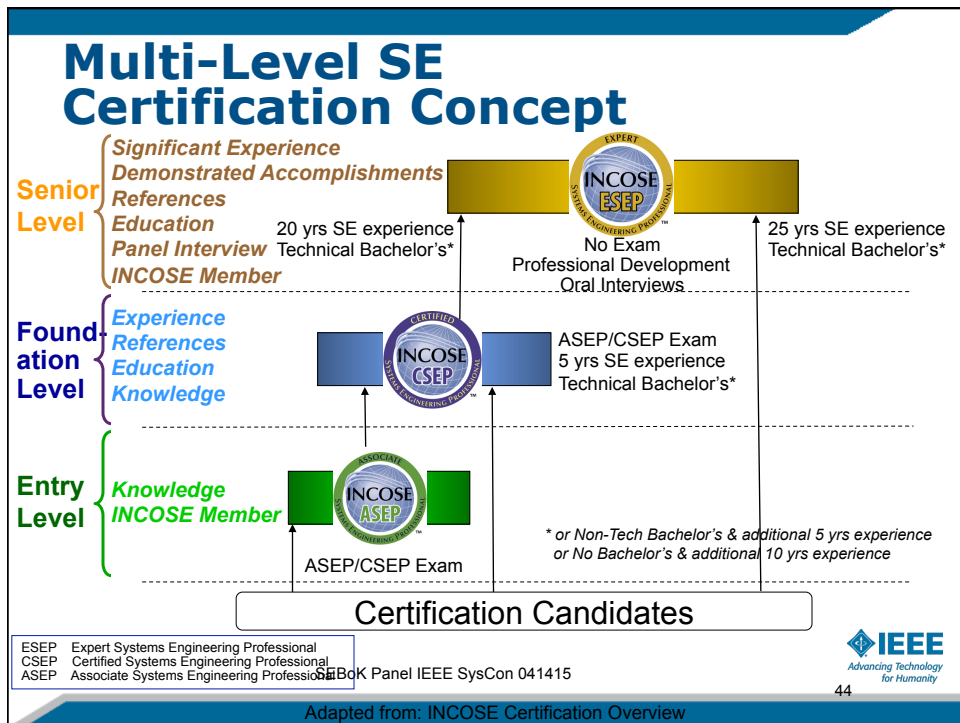 Multi-Level SE
Certification Concept
Senior
Level
Significant Experience
Demonstrated Accomplishments
References
Education
Panel Interview
INCOSE Member
20 yrs SE experience
Technical Bachelor's*
EXPERT
INCOSE
ESEP
SYSTEMS ENGINEERING PROFESSIONAL
™
No Exam
Professional Development
Oral Interviews
25 yrs SE experience
Technical Bachelor's*
Found-
ation
Level
Experience
References
Education
Knowledge
CERTIFIED
INCOSE
CSEP
SYSTEMS ENGINEERING PROFESSIONAL
™
ASEP/CSEP Exam
5 yrs SE experience
Technical Bachelor's*
Entry
Level
Knowledge
INCOSE Member
ASSOCIATE
INCOSE
ASEP
SYSTEMS ENGINEERING PROFESSIONAL
™
ASEP/CSEP Exam
* or Non-Tech Bachelor's & additional 5 yrs experience
or No Bachelor's & additional 10 yrs experience
Certification Candidates
ESEP Expert Systems Engineering Professional
CSEP Certified Systems Engineering Professional
ASEP Associate Systems Engineering Professional
SEBoK Panel IEEE SysCon 041415
IEEE
Advancing Technology
for Humanity
44
Adapted from: INCOSE Certification Overview